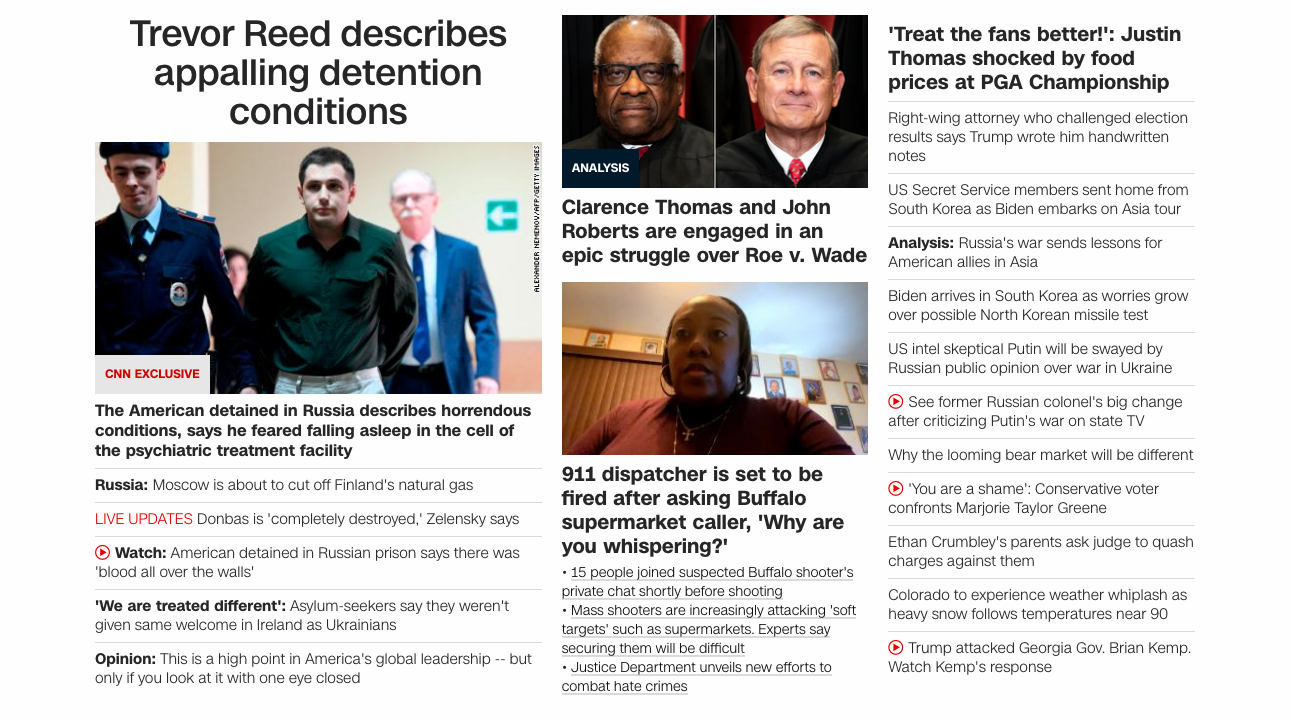 Trevor Reed describes
appalling detention
conditions
ALEXANDER NEMENOV/AFP/GETTY IMAGES
CNN EXCLUSIVE
The American detained in Russia describes horrendous
conditions, says he feared falling asleep in the cell of
the psychiatric treatment facility
Russia: Moscow is about to cut off Finland's natural gas
LIVE UPDATES Donbas is 'completely destroyed,' Zelensky says
Watch: American detained in Russian prison says there was
'blood all over the walls'
'We are treated different': Asylum-seekers say they weren't
given same welcome in Ireland as Ukrainians
Opinion: This is a high point in America's global leadership -- but
only if you look at it with one eye closed
ANALYSIS
Clarence Thomas and John
Roberts are engaged in an
epic struggle over Roe v. Wade
911 dispatcher is set to be
fired after asking Buffalo
supermarket caller, 'Why are
you whispering?'
• 15 people joined suspected Buffalo shooter's
private chat shortly before shooting
• Mass shooters are increasingly attacking 'soft
targets' such as supermarkets. Experts say
securing them will be difficult
• Justice Department unveils new efforts to
combat hate crimes
'Treat the fans better!': Justin
Thomas shocked by food
prices at PGA Championship
Right-wing attorney who challenged election
results says Trump wrote him handwritten
notes
US Secret Service members sent home from
South Korea as Biden embarks on Asia tour
Analysis: Russia's war sends lessons for
American allies in Asia
Biden arrives in South Korea as worries grow
over possible North Korean missile test
US intel skeptical Putin will be swayed by
Russian public opinion over war in Ukraine
See former Russian colonel's big change
after criticizing Putin's war on state TV
Why the looming bear market will be different
'You are a shame': Conservative voter
confronts Marjorie Taylor Greene
Ethan Crumbley's parents ask judge to quash
charges against them
Colorado to experience weather whiplash as
heavy snow follows temperatures near 90
Trump attacked Georgia Gov. Brian Kemp.
Watch Kemp's response